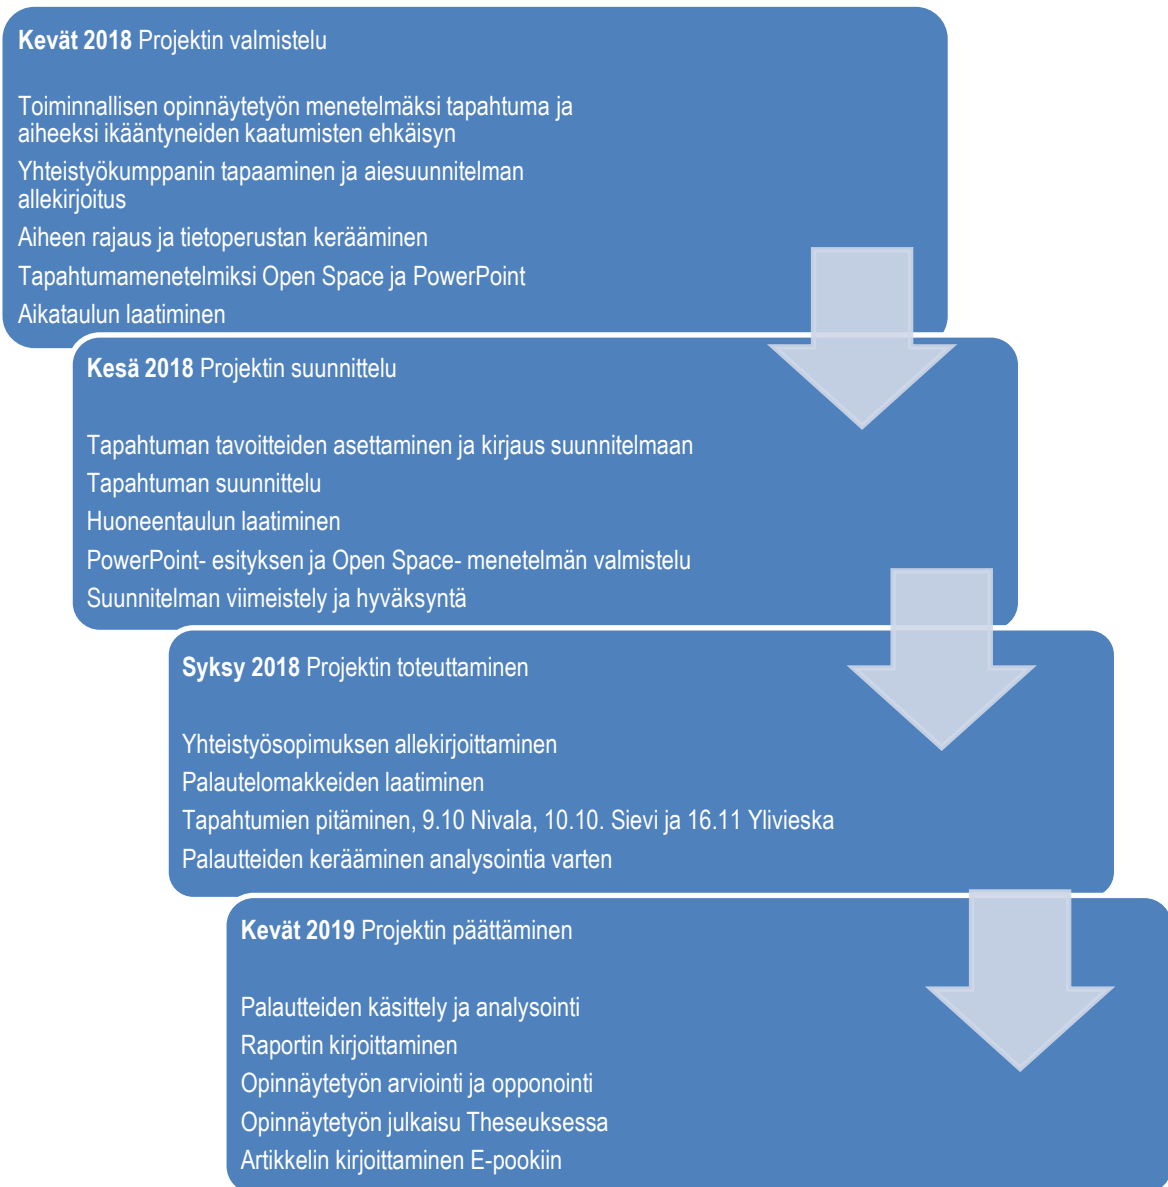 Kevät 2018 Projektin valmistelu
Toiminnallisen opinnäytetyön menetelmäksi tapahtuma ja
aiheeksi ikääntyneiden kaatumisten ehkäisyn
Yhteistyökumppanin tapaaminen ja aiesuunnitelman
allekirjoitus
Aiheen rajaus ja tietoperustan kerääminen
Tapahtumamenetelmiksi Open Space ja PowerPoint
Aikataulun laatiminen
Kesä 2018 Projektin suunnittelu
Tapahtuman tavoitteiden asettaminen ja kirjaus suunnitelmaan
Tapahtuman suunnittelu
Huoneentaulun laatiminen
PowerPoint- esityksen ja Open Space- menetelmän valmistelu
Suunnitelman viimeistely ja hyväksyntä
Syksy 2018 Projektin toteuttaminen
Yhteistyösopimuksen allekirjoittaminen
Palautelomakkeiden laatiminen
Tapahtumien pitäminen, 9.10 Nivala, 10.10. Sievi ja 16.11 Ylivieska
Palautteiden kerääminen analysointia varten
Kevät 2019 Projektin päättäminen
Palautteiden käsittely ja analysointi
Raportin kirjoittaminen
Opinnäytetyön arviointi ja opponointi
Opinnäytetyön julkaisu Theseuksessa
Artikkelin kirjoittaminen E-pookiin